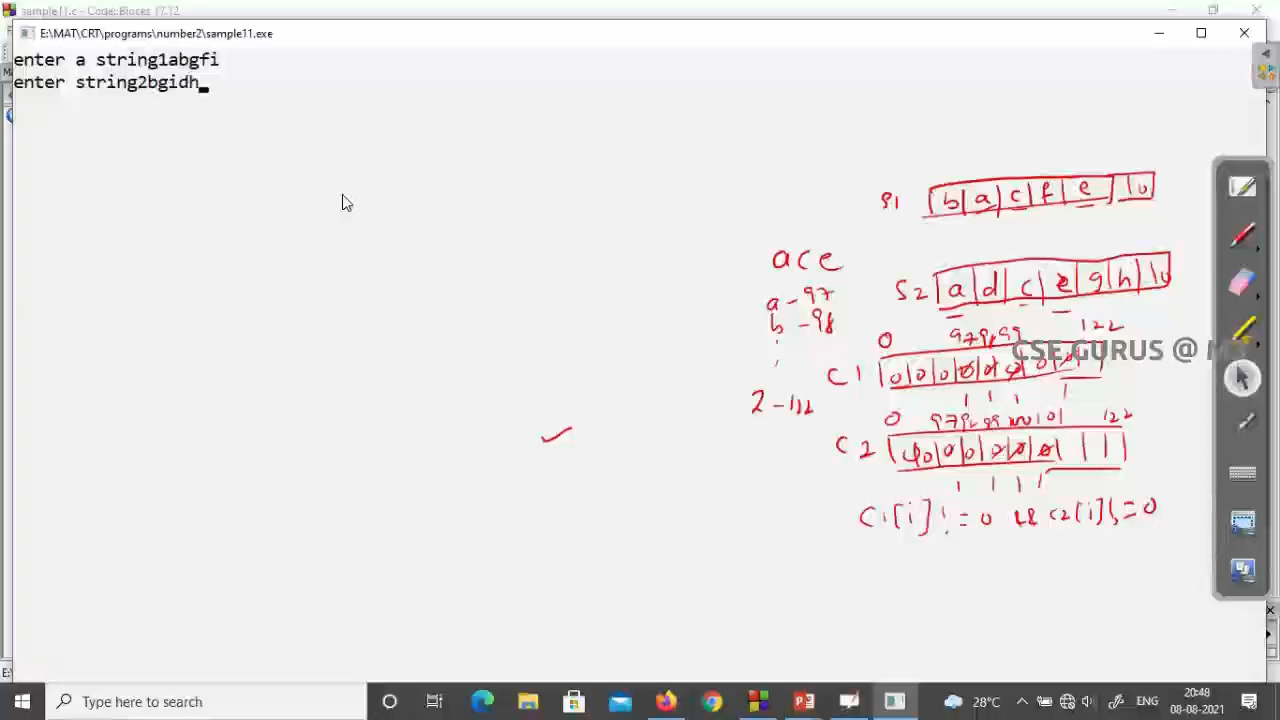 sample11.c - Code::Blocks 17.12
E:\MAT\CRT\programs\number2\sample11.exe
enter a string1abgfi
enter string2bgidh
S1 b a c f e \0
ace
S2 a d c e g h \0
a - 97
b - 98
0 97 98 99 122
CSE GURUS @ M
C1 0 0 0 0 0 0 0 0
Z - 122
0 97 98 99 100 101 122
C2 0 0 0 0 0 0
1 1 1 1
C1[i] != 0 && C2[i] != 0
Type here to search
28°C
ENG
20:48
08-08-2021